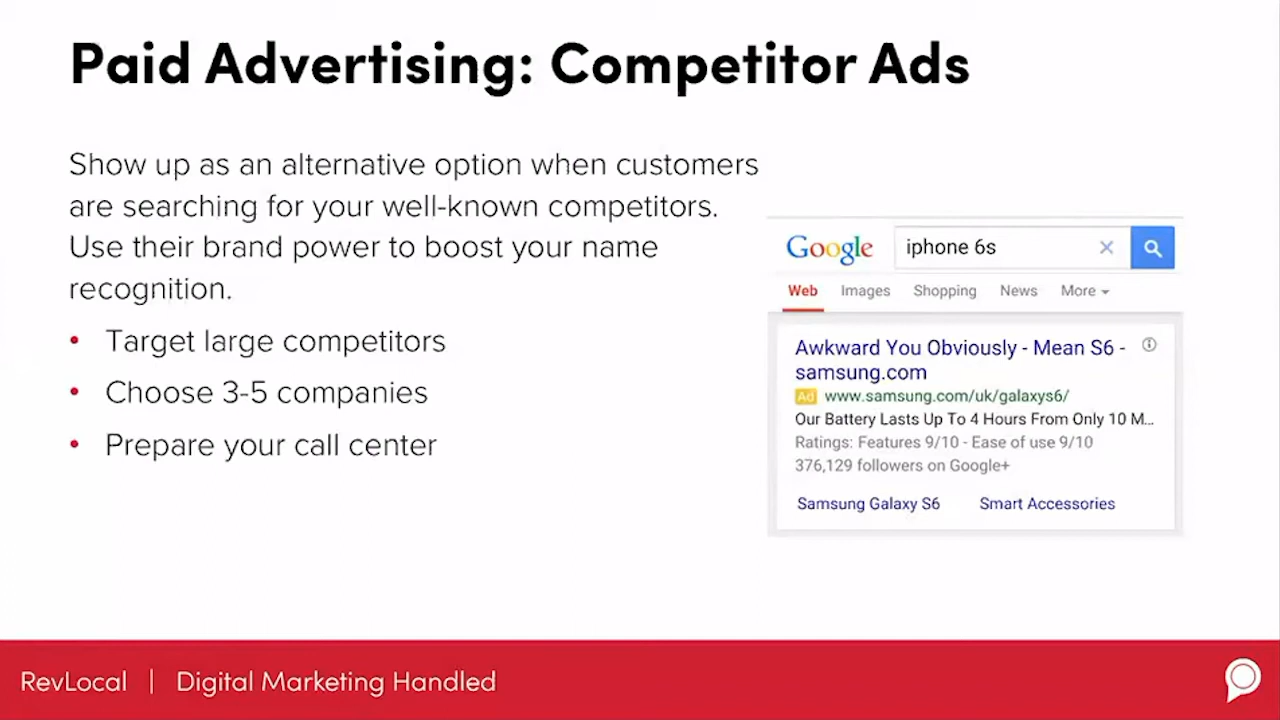 Paid Advertising: Competitor Ads
Show up as an alternative option when customers
are searching for your well-known competitors.
Use their brand power to boost your name
recognition.
• Target large competitors
• Choose 3-5 companies
• Prepare your call center
Google iphone 6s
Web Images Shopping News More
Awkward You Obviously - Mean S6 -
samsung.com
Ad www.samsung.com/uk/galaxys6/
Our Battery Lasts Up To 4 Hours From Only 10 M...
Ratings: Features 9/10 - Ease of use 9/10
376,129 followers on Google+
Samsung Galaxy S6 Smart Accessories
RevLocal | Digital Marketing Handled